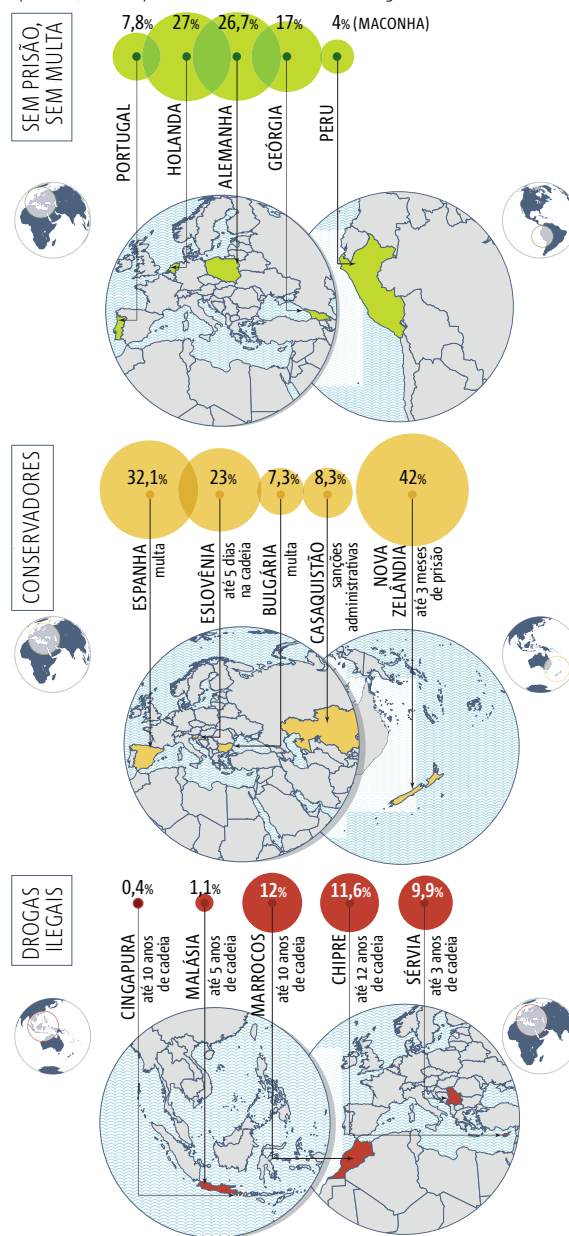 SEM PRISÃO,
SEM MULTA
7,8%
27%
26,7%
17%
4% (MACONHA)
PORTUGAL
HOLANDA
ALEMANHA
GEÓRGIA
PERU
CONSERVADORES
32,1%
23%
7,3%
8,3%
42%
ESPANHA
multa
ESLOVÊNIA
até 5 dias
na cadeia
BULGÁRIA
multa
CASAQUISTÃO
sanções
administrativas
NOVA
ZELÂNDIA
até 3 meses
de prisão
DROGAS
ILEGAIS
0,4%
1,1%
12%
11,6%
9,9%
CINGAPURA
até 10 anos
de cadeia
MALÁSIA
até 5 anos
de cadeia
MARROCOS
até 10 anos
de cadeia
CHIPRE
até 12 anos
de cadeia
SÉRVIA
até 3 anos
de cadeia